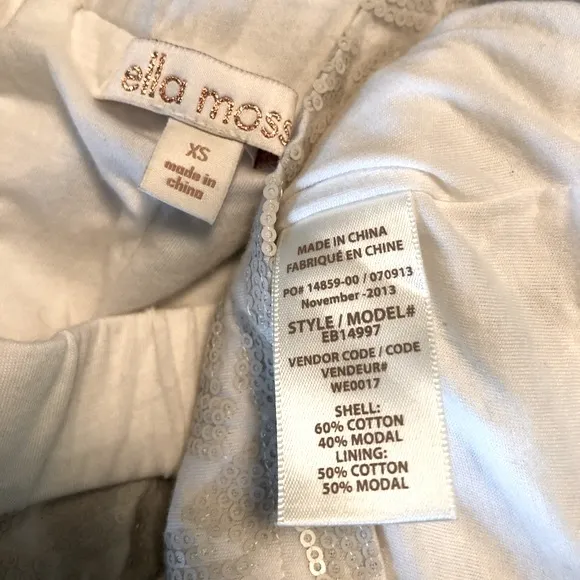 ella moss
XS
made in
china
MADE IN CHINA
FABRIQUÉ EN CHINE
PO# 14859-00 / 070913
November -2013
STYLE / MODEL#
EB14997
VENDOR CODE / CODE
VENDEUR#
WE0017
SHELL:
60% COTTON
40% MODAL
LINING:
50% COTTON
50% MODAL